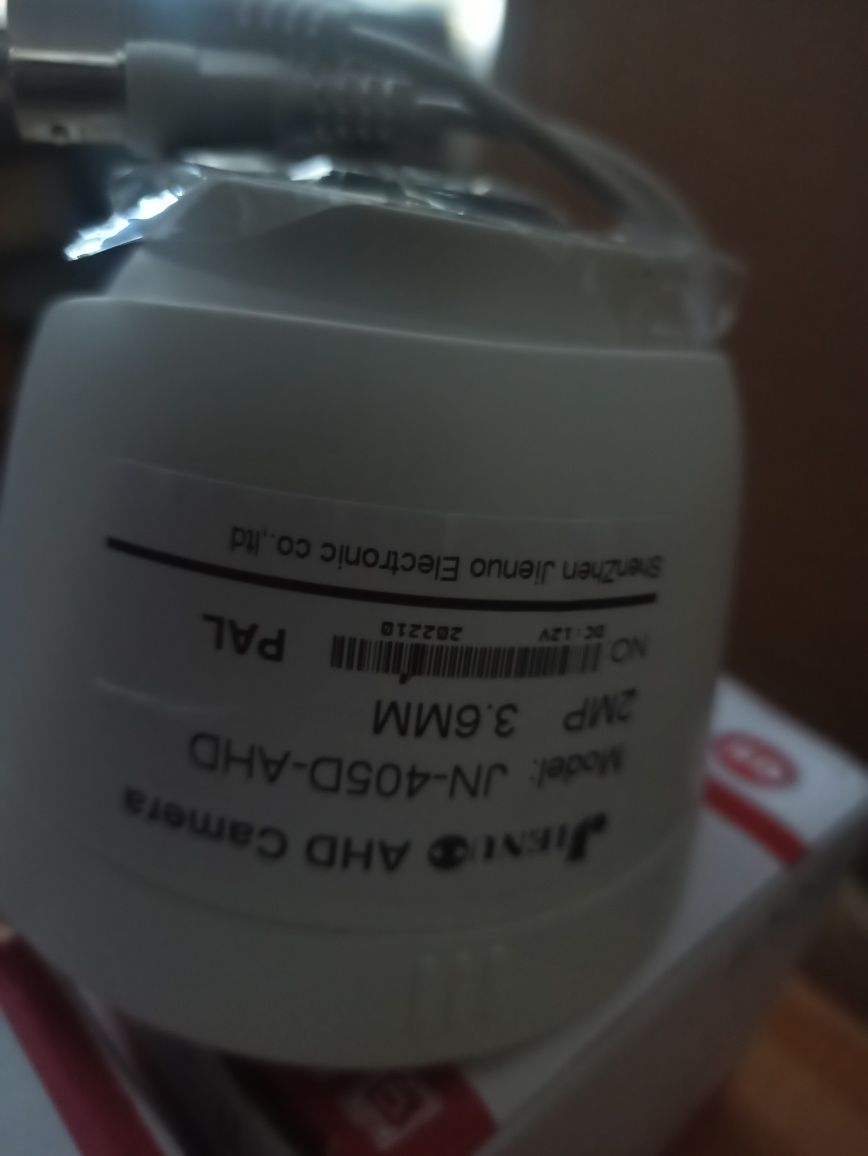 JIENUO AHD Camera
Model: JN-405D-AHD
2MP 3.6MM
NO PAL
DC:12V 202210
ShenZhen Jienuo Electronic co.,ltd